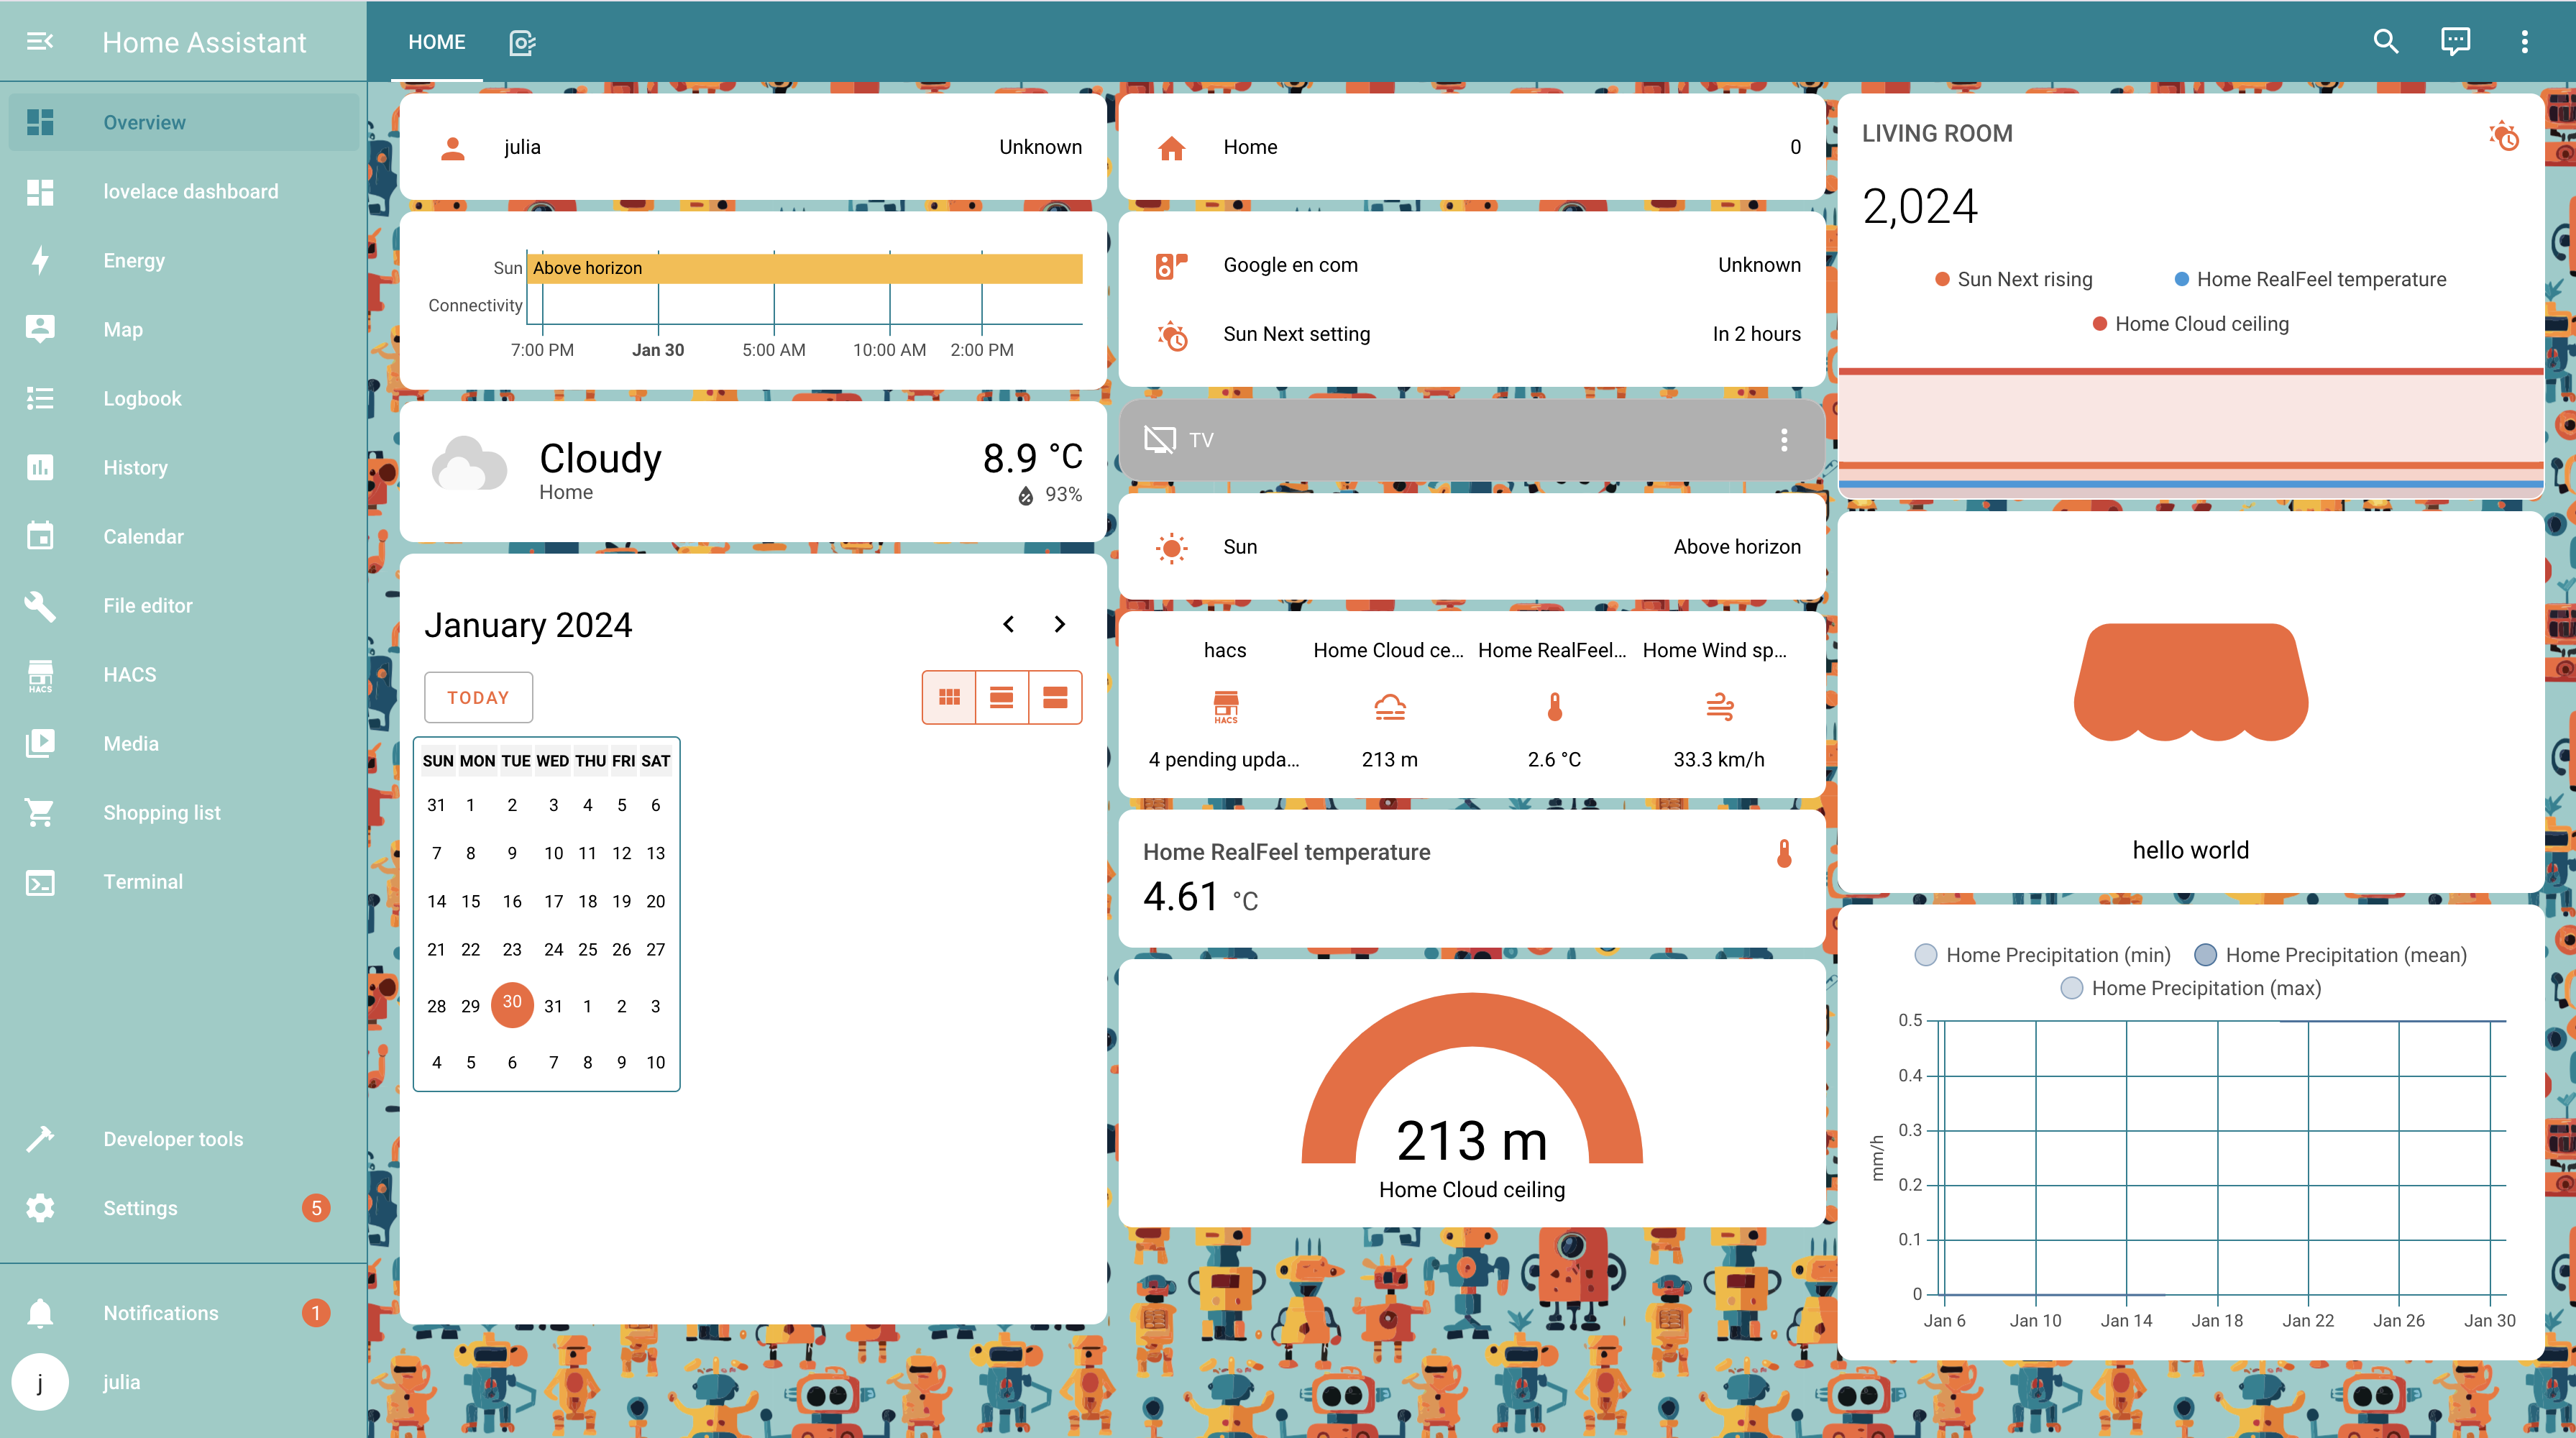 Home Assistant
HOME
Overview
lovelace dashboard
Energy
Map
Logbook
History
Calendar
File editor
HACS
HACS
Media
Shopping list
Terminal
Developer tools
Settings 5
Notifications 1
j julia
julia Unknown
Sun Above horizon
Connectivity
7:00 PM Jan 30 5:00 AM 10:00 AM 2:00 PM
Cloudy 8.9 °C
Home 93%
January 2024
TODAY
SUN MON TUE WED THU FRI SAT
31 1 2 3 4 5 6
7 8 9 10 11 12 13
14 15 16 17 18 19 20
21 22 23 24 25 26 27
28 29 30 31 1 2 3
4 5 6 7 8 9 10
Home 0
Google en com Unknown
Sun Next setting In 2 hours
TV
Sun Above horizon
hacs Home Cloud ce... Home RealFeel... Home Wind sp...
HACS
4 pending upda... 213 m 2.6 °C 33.3 km/h
Home RealFeel temperature
4.61 °C
213 m
Home Cloud ceiling
LIVING ROOM
2,024
Sun Next rising Home RealFeel temperature
Home Cloud ceiling
hello world
Home Precipitation (min) Home Precipitation (mean)
Home Precipitation (max)
mm/h
0.5
0.4
0.3
0.2
0.1
0
Jan 6 Jan 10 Jan 14 Jan 18 Jan 22 Jan 26 Jan 30